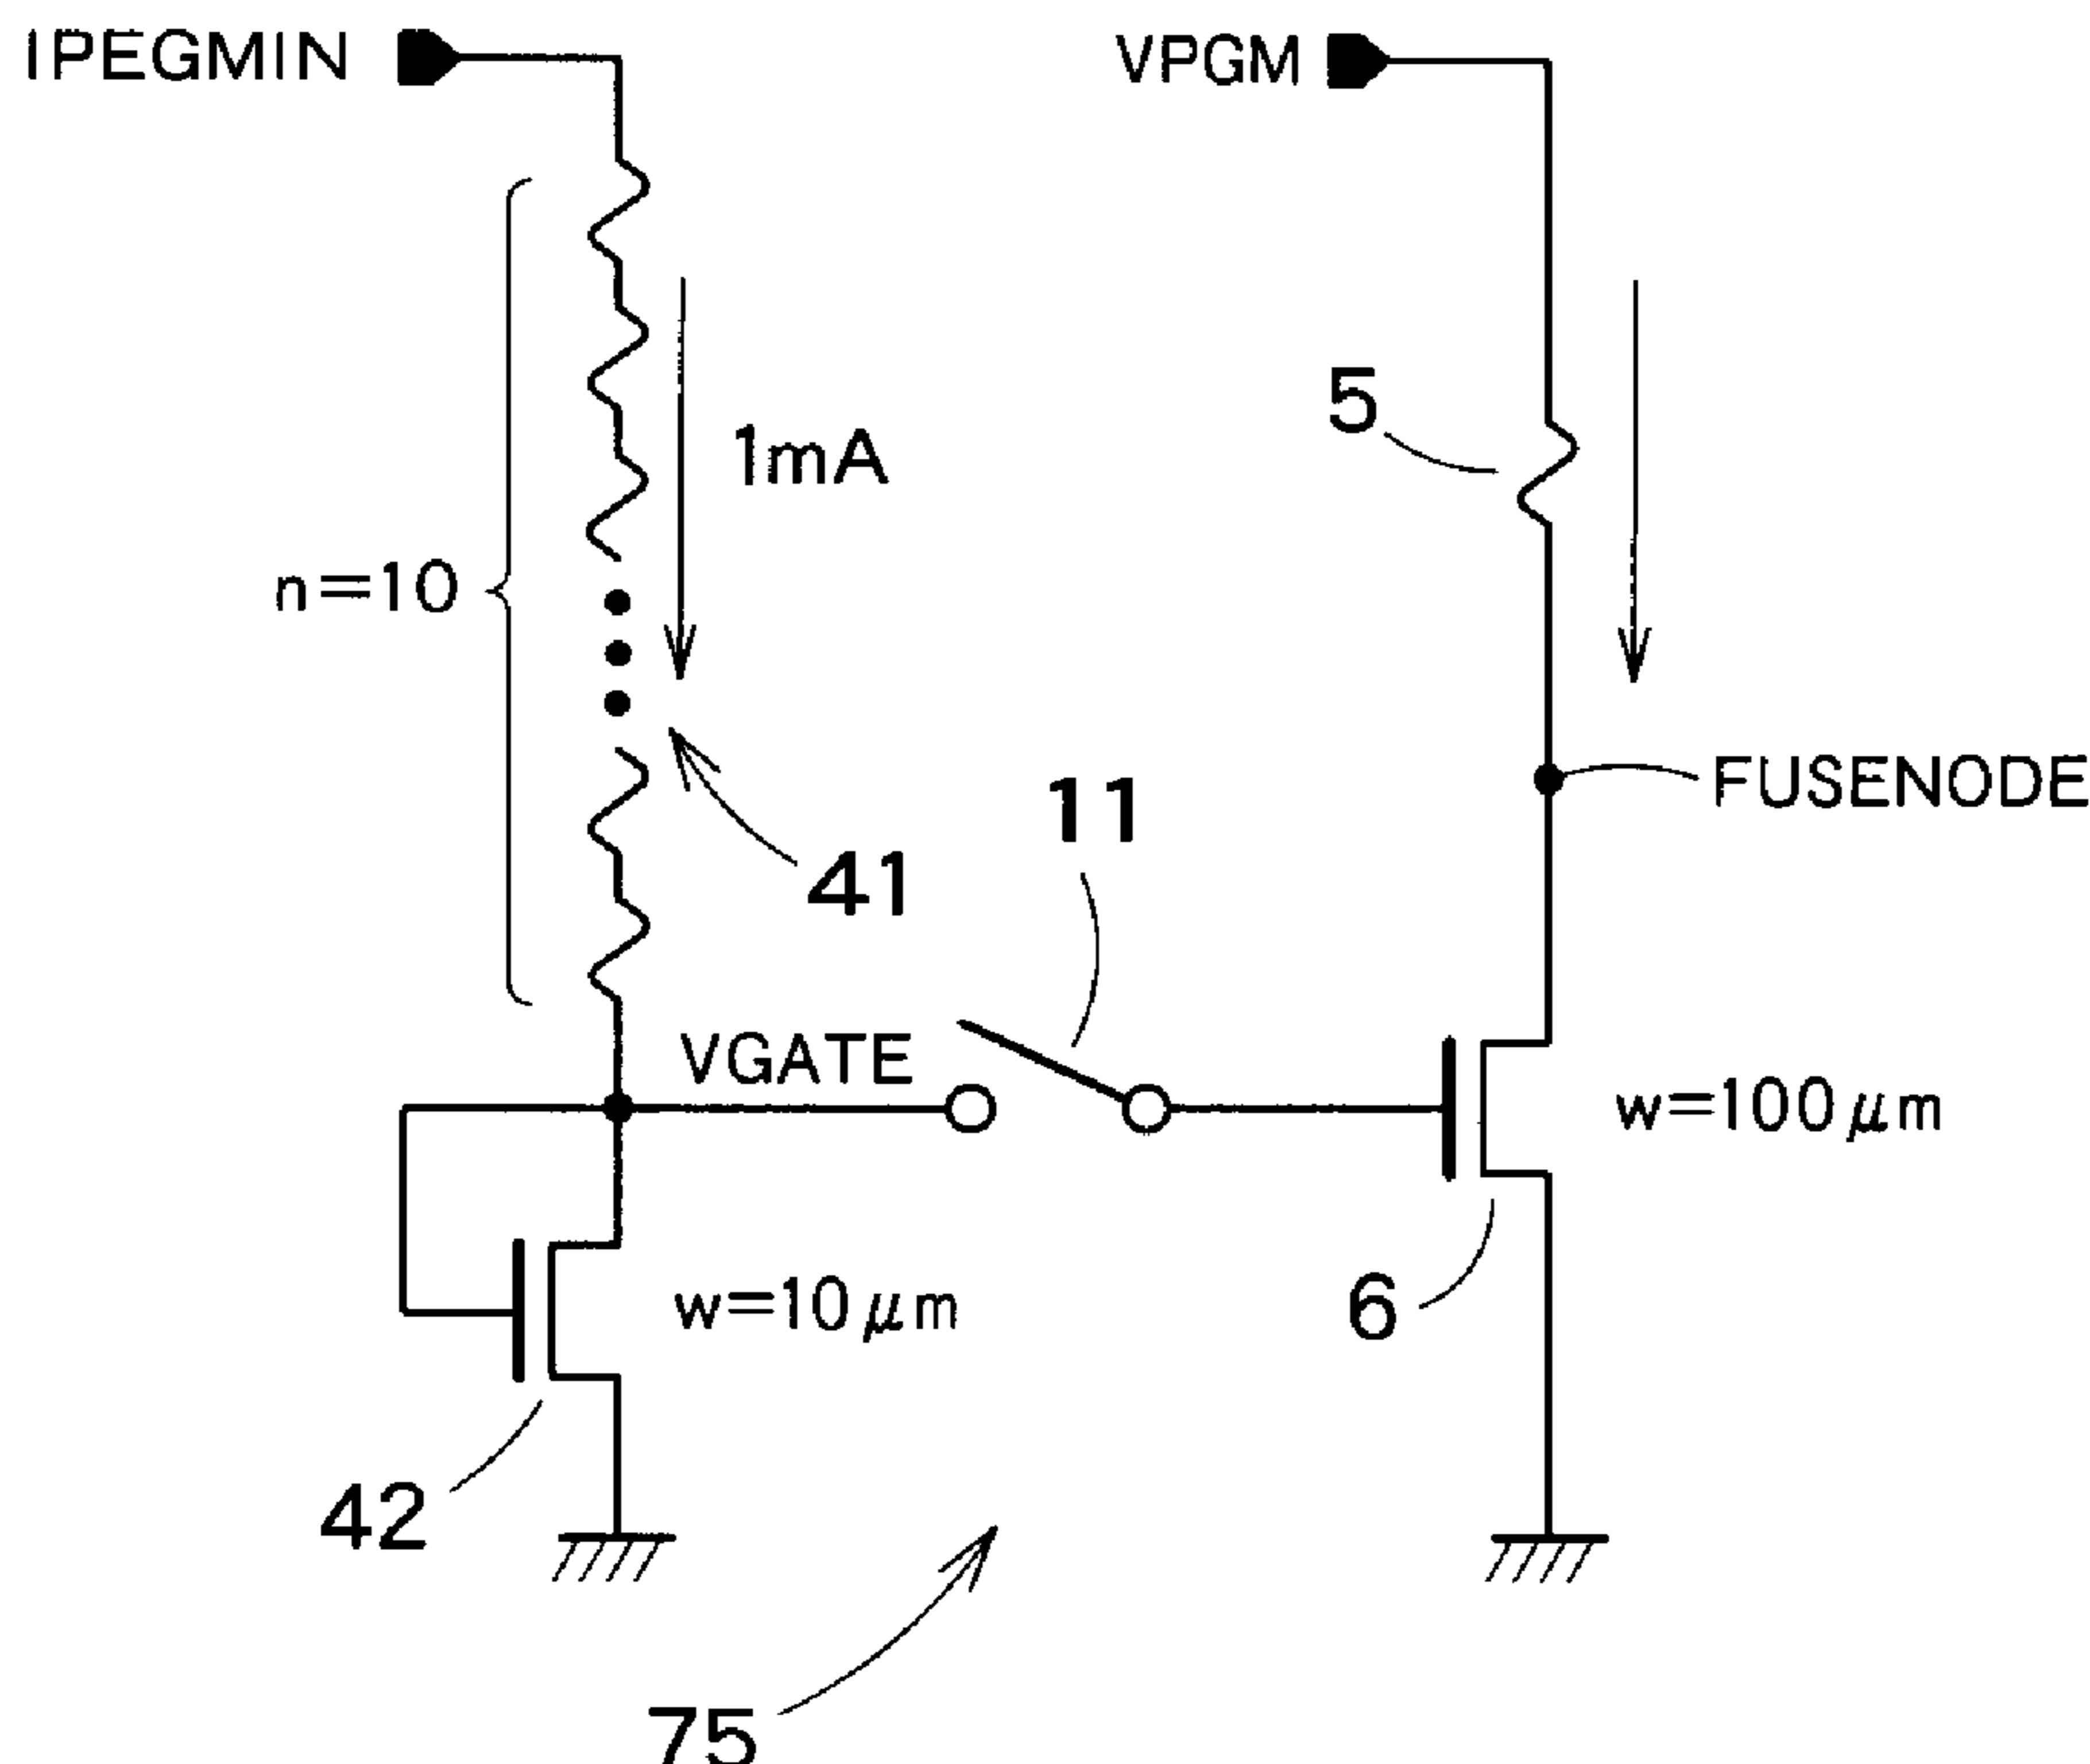 IPEGMIN
VPGM
5
1mA
n=10
FUSENODE
11
41
VGATE
w=100μm
w=10μm
6
42
75